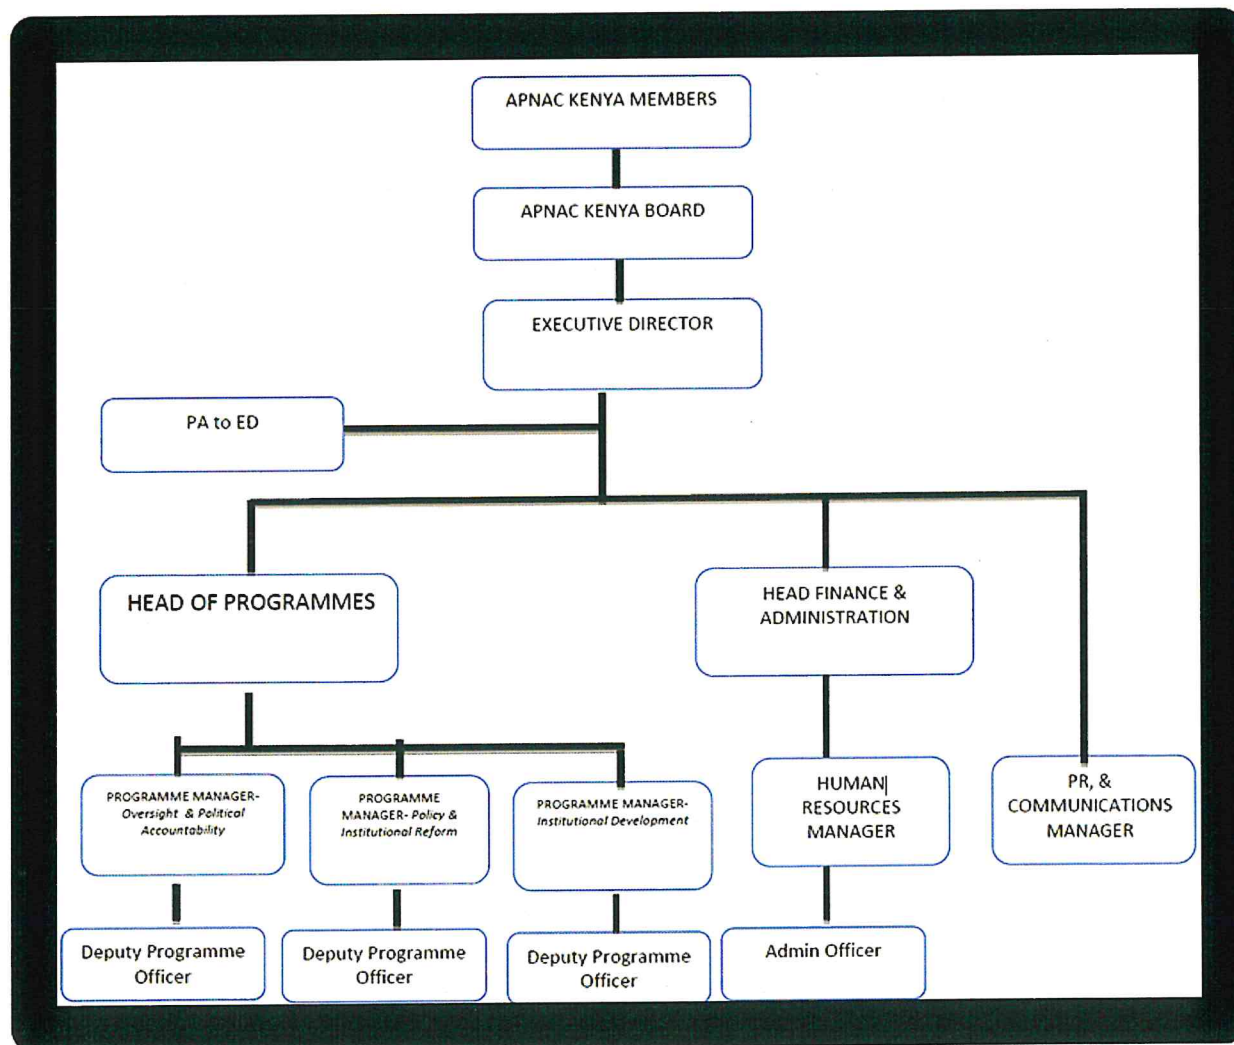 APNAC KENYA MEMBERS
APNAC KENYA BOARD
EXECUTIVE DIRECTOR
PA to ED
HEAD OF PROGRAMMES
HEAD FINANCE &
ADMINISTRATION
PROGRAMME MANAGER-
Oversight & Political
Accountability
PROGRAMME
MANAGER- Policy &
Institutional Reform
PROGRAMME MANAGER-
Institutional Development
HUMAN
RESOURCES
MANAGER
PR, &
COMMUNICATIONS
MANAGER
Deputy Programme
Officer
Deputy Programme
Officer
Deputy Programme
Officer
Admin Officer